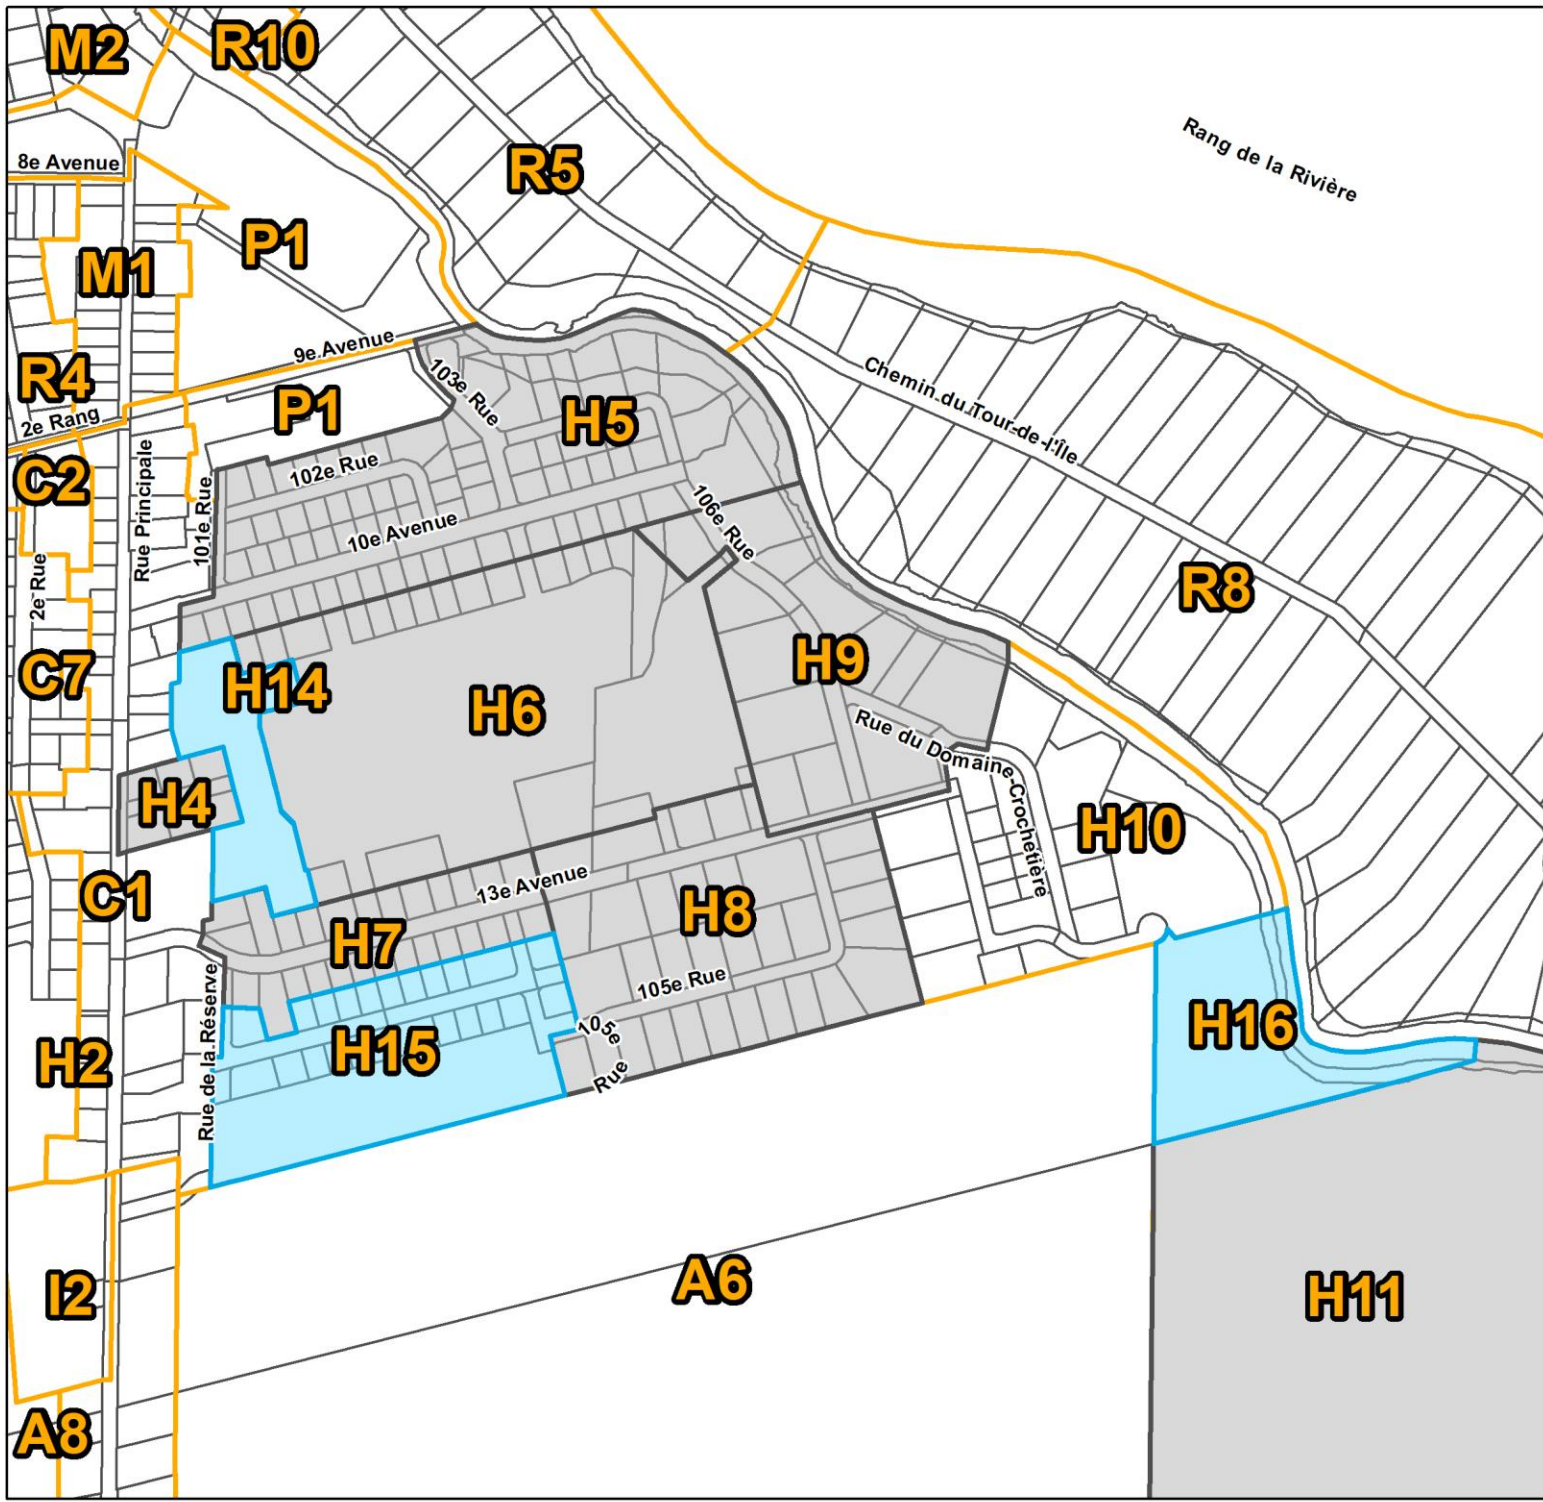 M2
R10
R5
Rang de la Rivière
8e Avenue
P1
M1
9e Avenue
R4
103e Rue
Chemin du Tour-de-l'Île
P1
H5
2e Rang
C2
Rue Principale
102e Rue
101e Rue
10e Avenue
106e Rue
2e Rue
R8
C7
H14
H6
H9
Rue du Domaine-Crochetière
H4
H10
C1
13e Avenue
H8
H7
105e Rue
H2
Rue de la Réserve
H15
105e
Rue
H16
I2
A6
H11
A8